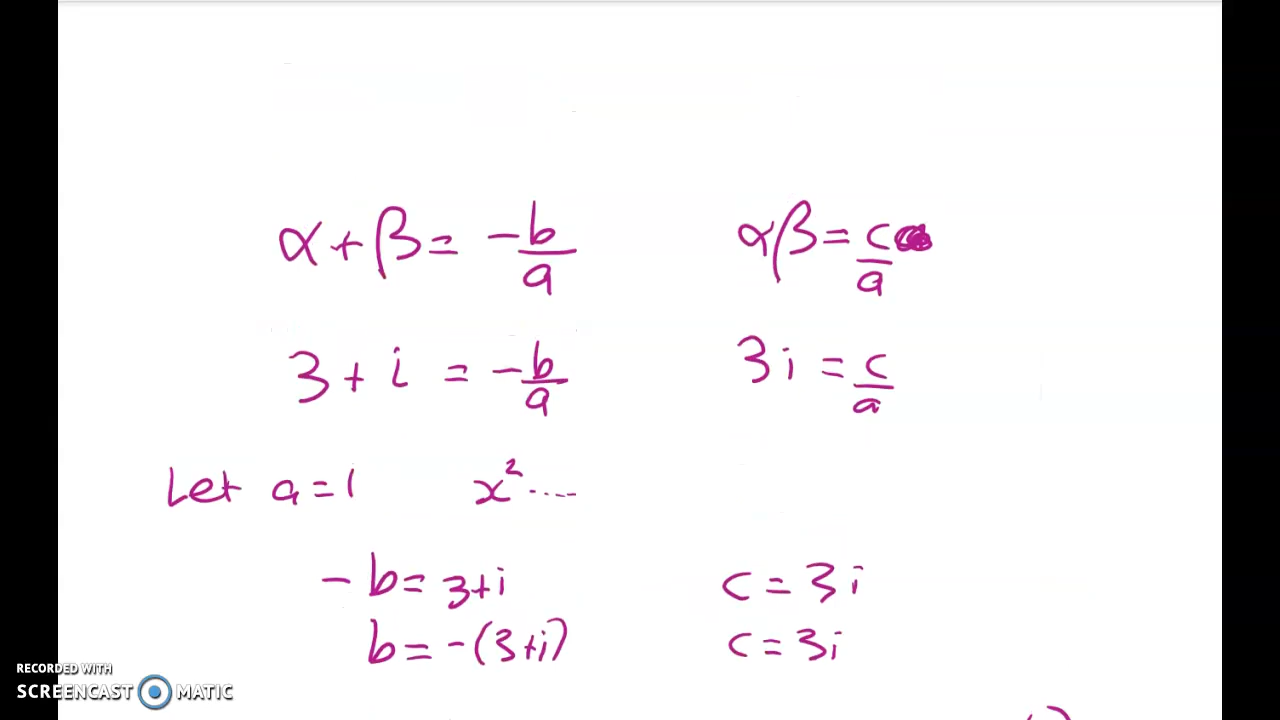 α+β = -b/a    αβ = c/a
3 + i = -b/a    3i = c/a
Let a = 1    x² ....
-b = 3+i    c = 3i
b = -(3+i)    c = 3i
RECORDED WITH
SCREENCAST MATIC